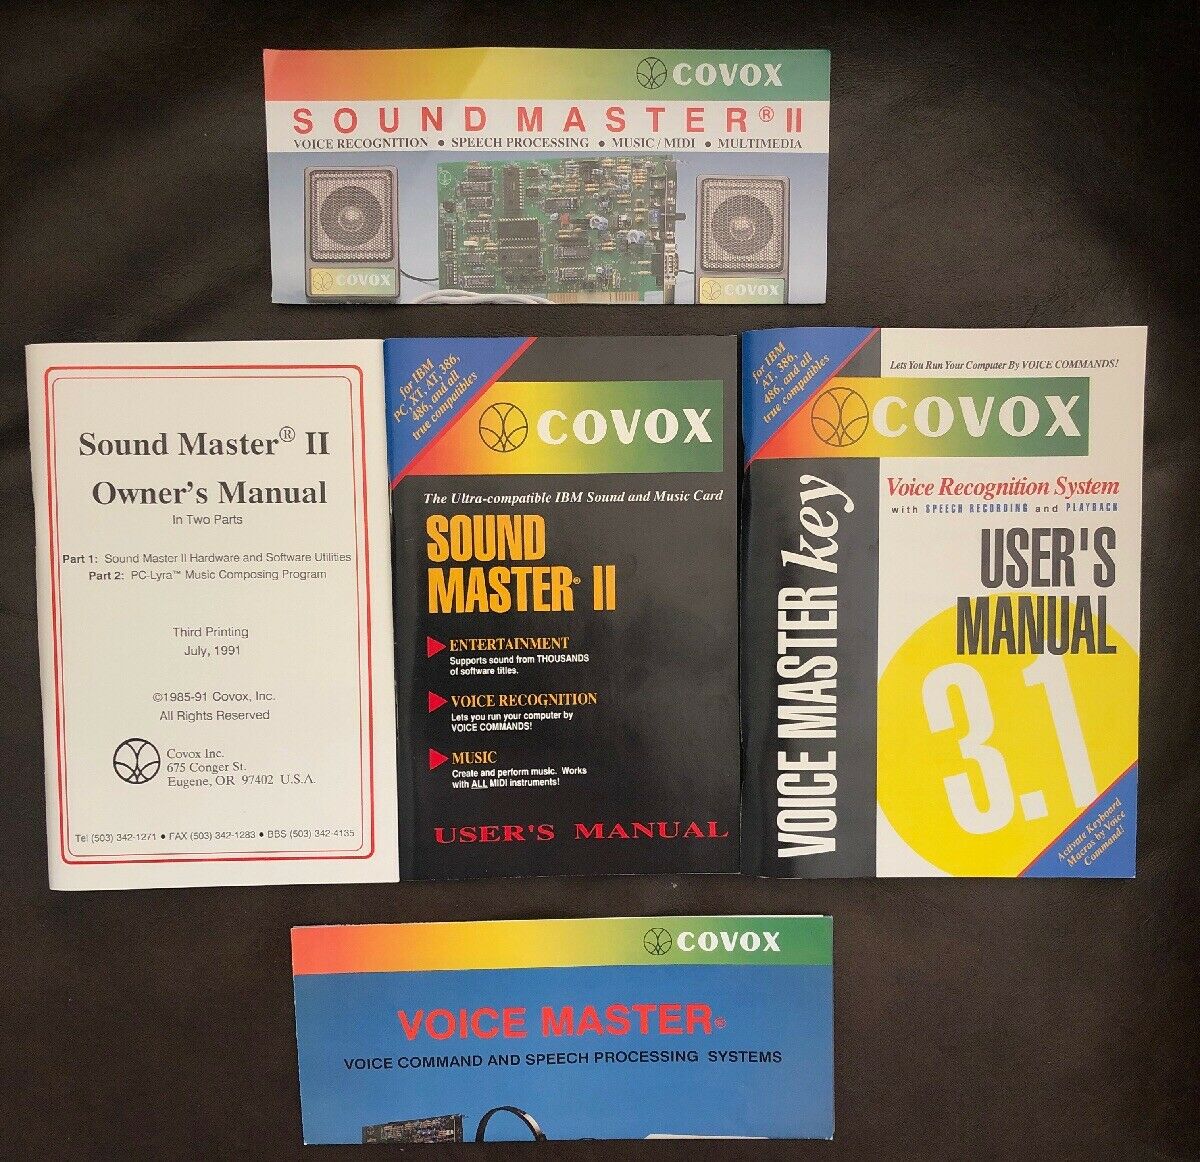 COVOX
SOUND MASTER® II
VOICE RECOGNITION • SPEECH PROCESSING • MUSIC / MIDI • MULTIMEDIA
COVOX
COVOX
Sound Master® II
Owner's Manual
In Two Parts
Part 1: Sound Master II Hardware and Software Utilities
Part 2: PC-Lyra™ Music Composing Program
Third Printing
July, 1991
©1985-91 Covox, Inc.
All Rights Reserved
Covox Inc.
675 Conger St.
Eugene, OR 97402 U.S.A.
Tel (503) 342-1271 • FAX (503) 342-1283 • BBS (503) 342-4135
for IBM
PC, XT, AT, 386,
486, and all
true compatibles
COVOX
The Ultra-compatible IBM Sound and Music Card
SOUND
MASTER® II
ENTERTAINMENT
Supports sound from THOUSANDS
of software titles.
VOICE RECOGNITION
Lets you run your computer by
VOICE COMMANDS!
MUSIC
Create and perform music. Works
with ALL MIDI instruments!
USER'S MANUAL
for IBM
AT, 386,
486, and all
true compatibles
Lets You Run Your Computer By VOICE COMMANDS!
COVOX
VOICE MASTER key
Voice Recognition System
with SPEECH RECORDING and PLAYBACK
USER'S
MANUAL
3.1
Activate Keyboard
Macros by Voice
Command!
COVOX
VOICE MASTER®
VOICE COMMAND AND SPEECH PROCESSING SYSTEMS